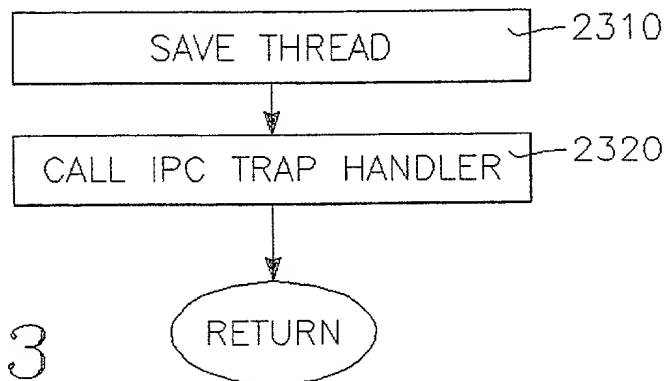 SAVE THREAD
2310
CALL IPC TRAP HANDLER
2320
RETURN
3